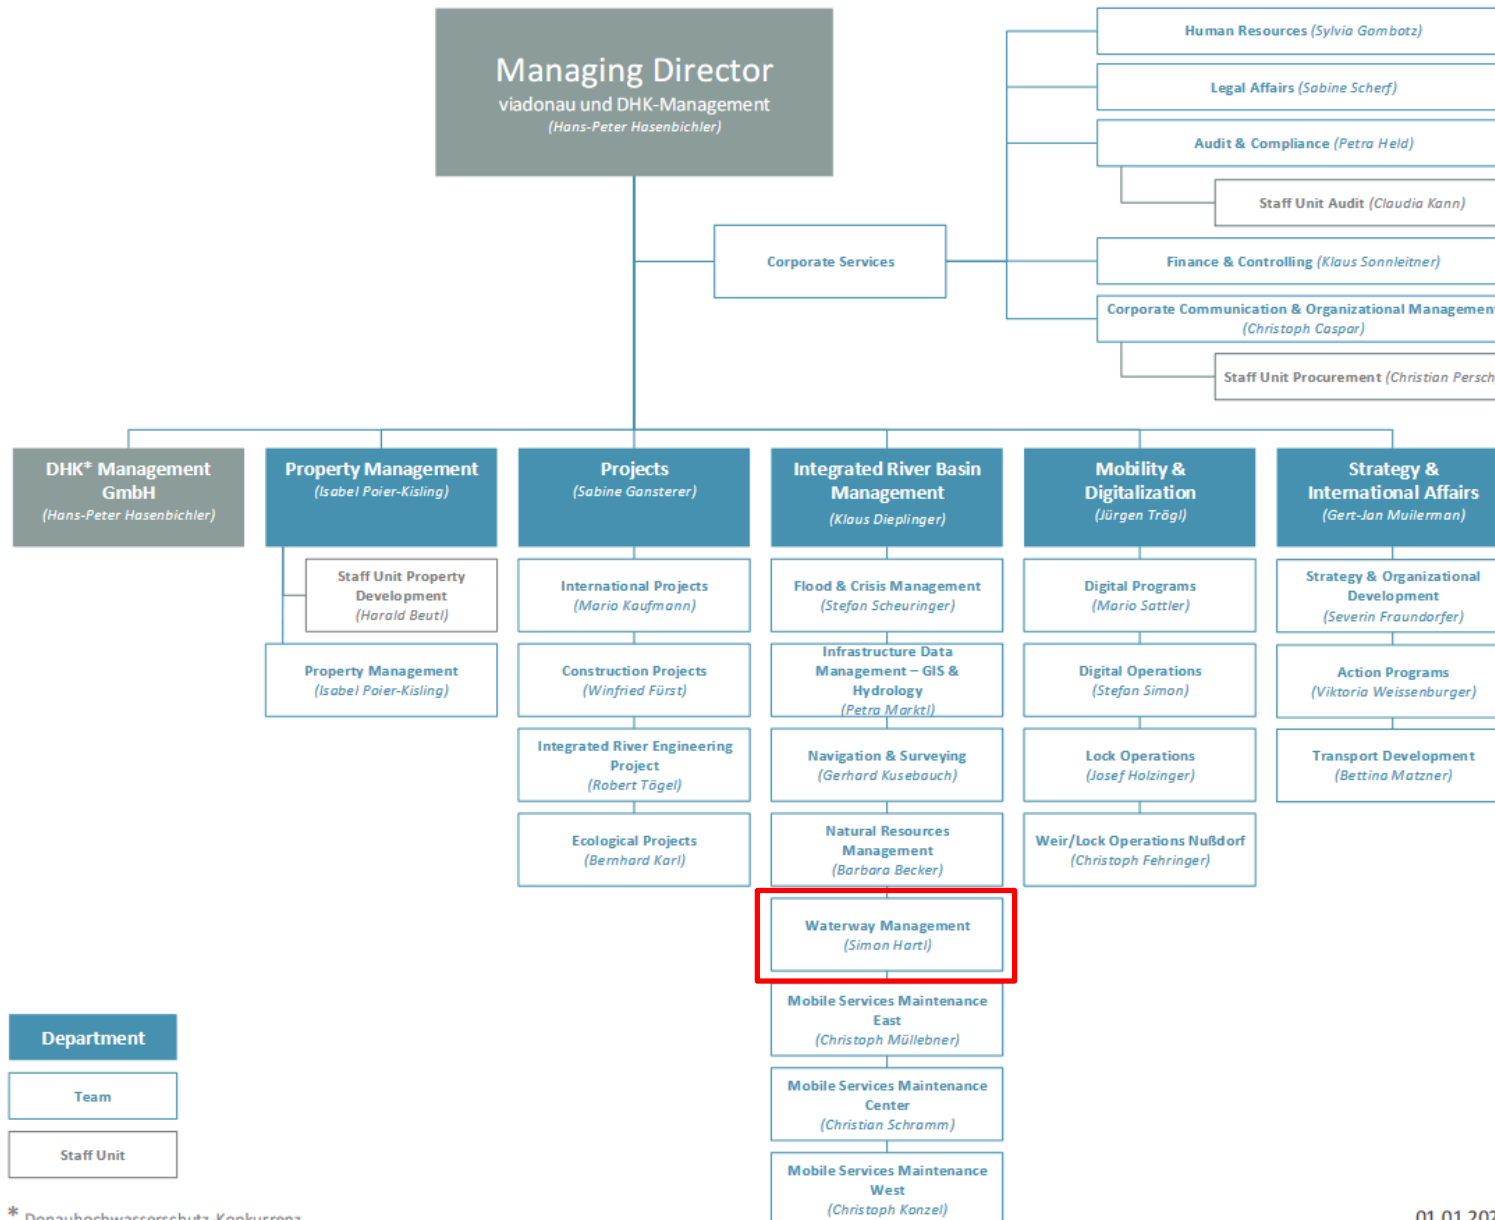 Managing Director
viadonau und DHK-Management
(Hans-Peter Hasenbichler)
Human Resources (Sylvia Gombotz)
Legal Affairs (Sabine Scherf)
Audit & Compliance (Petra Held)
Staff Unit Audit (Claudia Kann)
Corporate Services
Finance & Controlling (Klaus Sonnleitner)
Corporate Communication & Organizational Management
(Christoph Caspar)
Staff Unit Procurement (Christian Persch
DHK* Management
GmbH
(Hans-Peter Hasenbichler)
Property Management
(Isabel Poier-Kisling)
Staff Unit Property
Development
(Harald Beutl)
Property Management
(Isabel Poier-Kisling)
Projects
(Sabine Gansterer)
International Projects
(Mario Kaufmann)
Construction Projects
(Winfried Fürst)
Integrated River Engineering
Project
(Robert Tögel)
Ecological Projects
(Bernhard Karl)
Integrated River Basin
Management
(Klaus Dieplinger)
Flood & Crisis Management
(Stefan Scheuringer)
Infrastructure Data
Management – GIS &
Hydrology
(Petra Marktl)
Navigation & Surveying
(Gerhard Kusebauch)
Natural Resources
Management
(Barbara Becker)
Waterway Management
(Simon Hartl)
Mobile Services Maintenance
East
(Christoph Müllebner)
Mobile Services Maintenance
Center
(Christian Schramm)
Mobile Services Maintenance
West
(Christoph Konzel)
Mobility &
Digitalization
(Jürgen Trögl)
Digital Programs
(Mario Sattler)
Digital Operations
(Stefan Simon)
Lock Operations
(Josef Holzinger)
Weir/Lock Operations Nußdorf
(Christoph Fehringer)
Strategy &
International Affairs
(Gert-Jan Muilerman)
Strategy & Organizational
Development
(Severin Fraundorfer)
Action Programs
(Viktoria Weissenburger)
Transport Development
(Bettina Matzner)
Department
Team
Staff Unit
* Donauhochwasserschutz-Konkurrenz
01.01.202